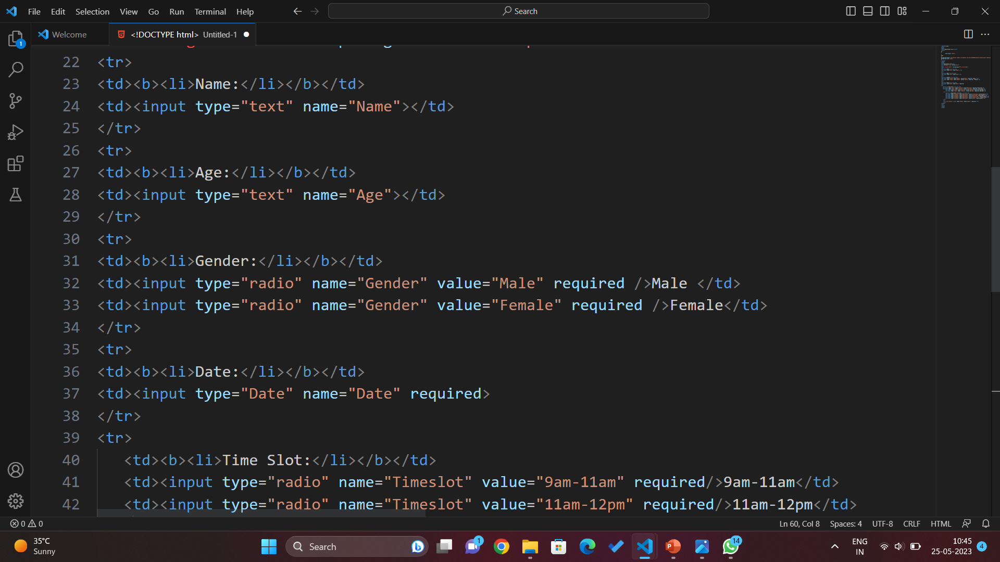 File Edit Selection View Go Run Terminal Help Search
1 Welcome <!DOCTYPE html> Untitled-1
22 <tr>
23 <td><b><li>Name:</li></b></td>
24 <td><input type="text" name="Name"></td>
25 </tr>
26 <tr>
27 <td><b><li>Age:</li></b></td>
28 <td><input type="text" name="Age"></td>
29 </tr>
30 <tr>
31 <td><b><li>Gender:</li></b></td>
32 <td><input type="radio" name="Gender" value="Male" required />Male </td>
33 <td><input type="radio" name="Gender" value="Female" required />Female</td>
34 </tr>
35 <tr>
36 <td><b><li>Date:</li></b></td>
37 <td><input type="Date" name="Date" required>
38 </tr>
39 <tr>
40 <td><b><li>Time Slot:</li></b></td>
41 <td><input type="radio" name="Timeslot" value="9am-11am" required/>9am-11am</td>
42 <td><input type="radio" name="Timeslot" value="11am-12pm" required/>11am-12pm</td>
0 0 Ln 60, Col 8 Spaces: 4 UTF-8 CRLF HTML
35°C
Sunny
Search
1
14
ENG
IN
10:45
25-05-2023
4